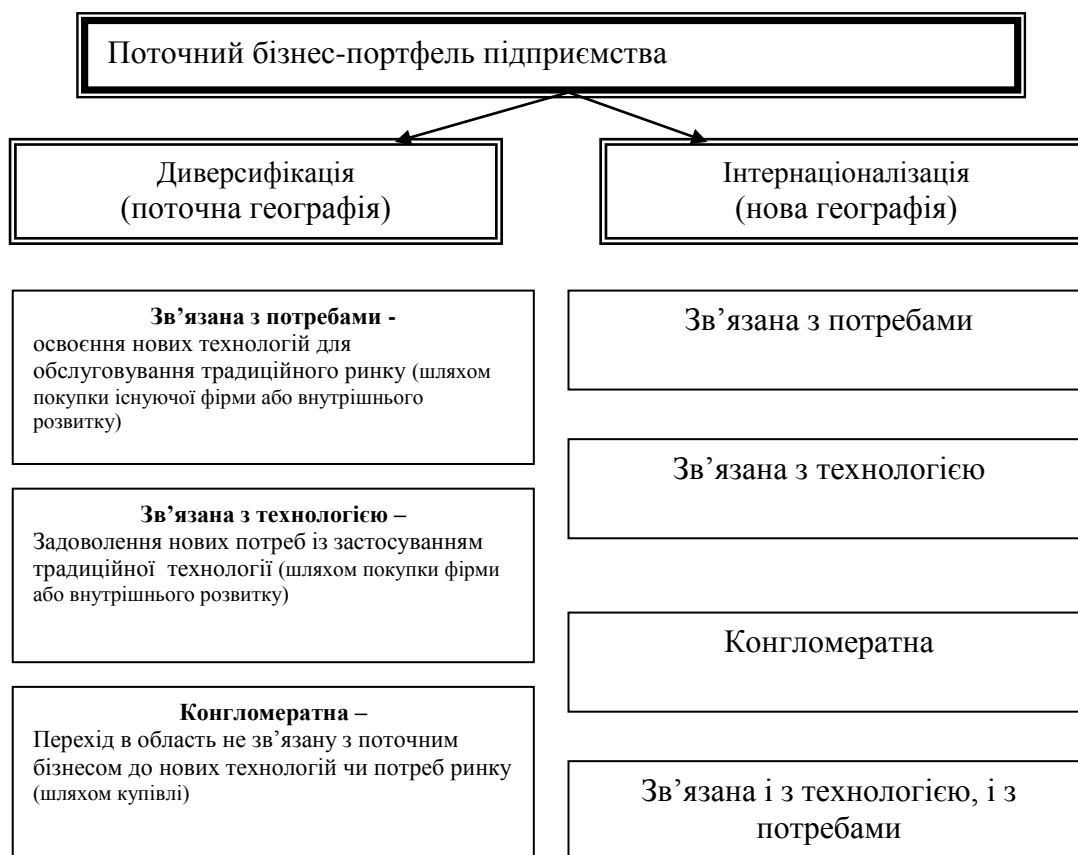 Поточний бізнес-портфель підприємства
Диверсифікація
(поточна географія)
Інтернаціоналізація
(нова географія)
Зв’язана з потребами -
освоєння нових технологій для
обслуговування традиційного ринку (шляхом
покупки існуючої фірми або внутрішнього
розвитку)
Зв’язана з технологією –
Задоволення нових потреб із застосуванням
традиційної технології (шляхом покупки фірми
або внутрішнього розвитку)
Конгломератна –
Перехід в область не зв’язану з поточним
бізнесом до нових технологій чи потреб ринку
(шляхом купівлі)
Зв’язана з потребами
Зв’язана з технологією
Конгломератна
Зв’язана і з технологією, і з
потребами